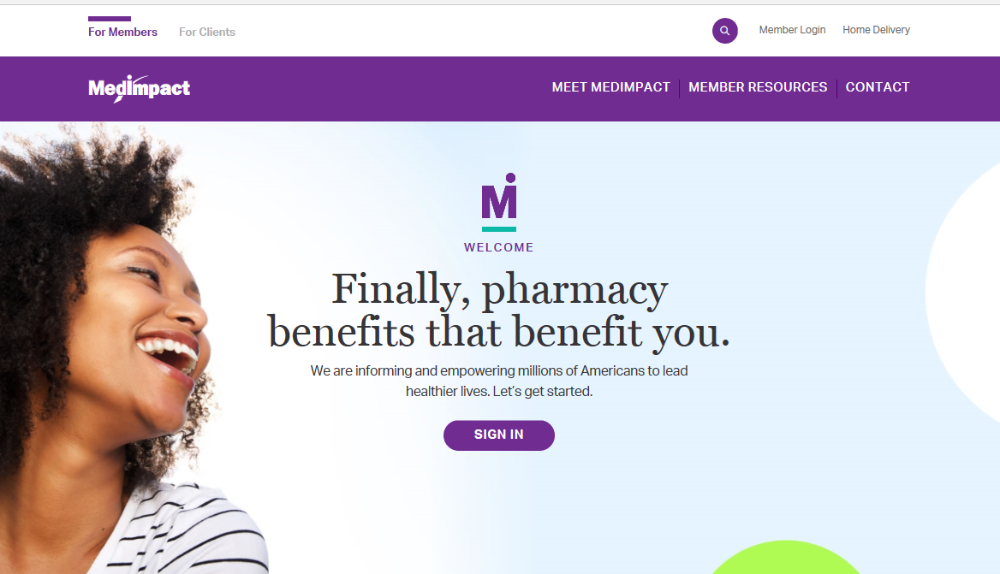 For Members For Clients Member Login Home Delivery
MedImpact MEET MEDIMPACT MEMBER RESOURCES CONTACT
M
WELCOME
Finally, pharmacy
benefits that benefit you.
We are informing and empowering millions of Americans to lead
healthier lives. Let’s get started.
SIGN IN